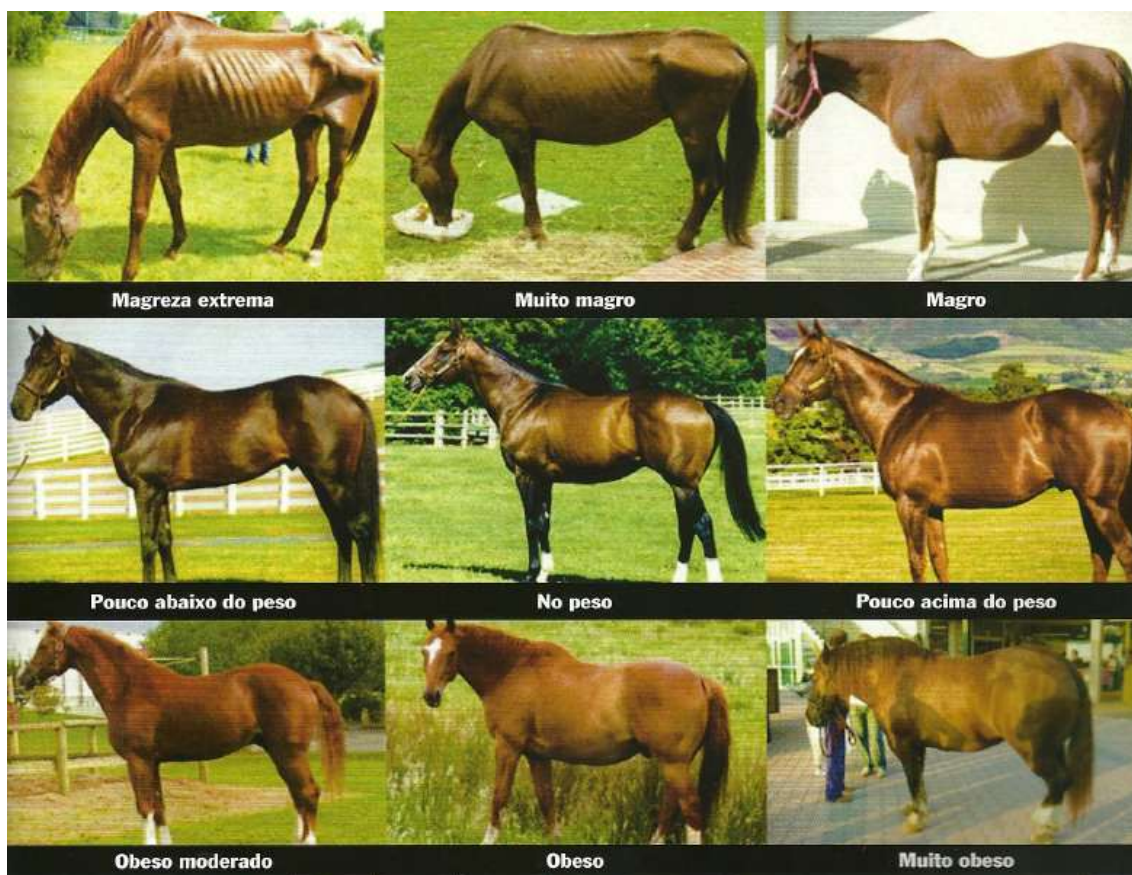 Magreza extrema
Muito magro
Magro
Pouco abaixo do peso
No peso
Pouco acima do peso
Obeso moderado
Obeso
Muito obeso